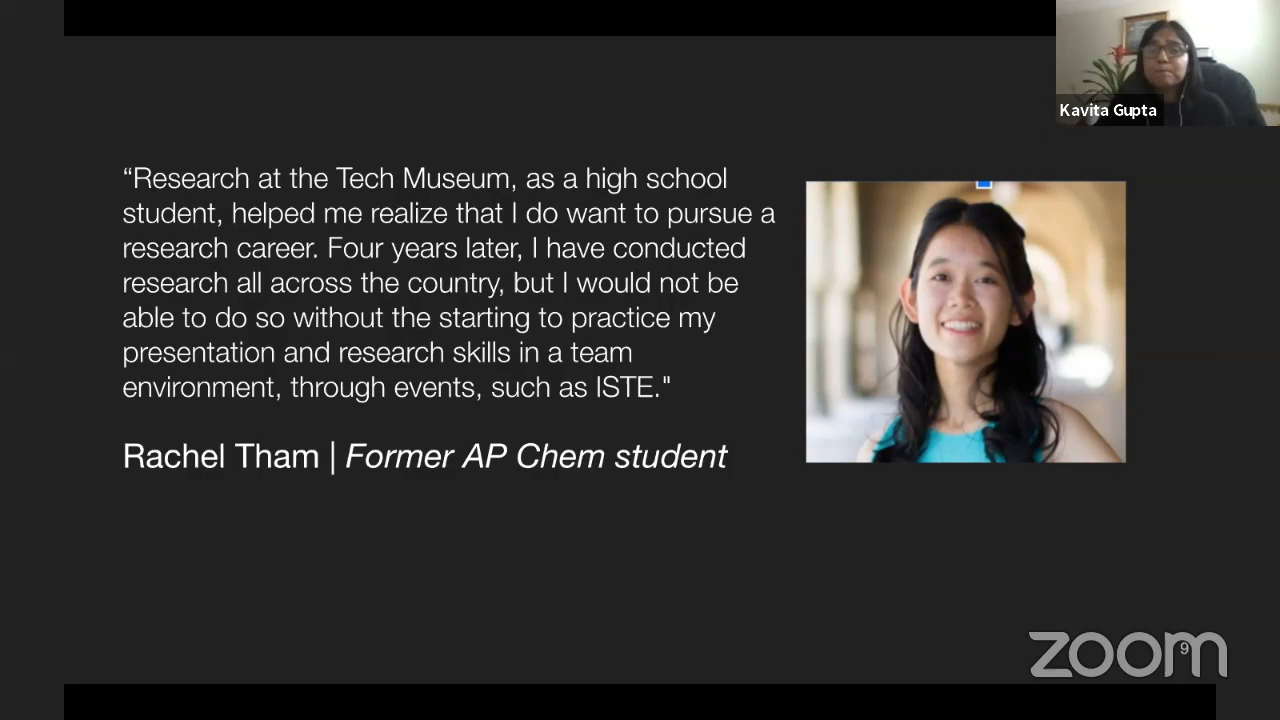 Kavita Gupta
“Research at the Tech Museum, as a high school
student, helped me realize that I do want to pursue a
research career. Four years later, I have conducted
research all across the country, but I would not be
able to do so without the starting to practice my
presentation and research skills in a team
environment, through events, such as ISTE."
Rachel Tham | Former AP Chem student
zoom
9